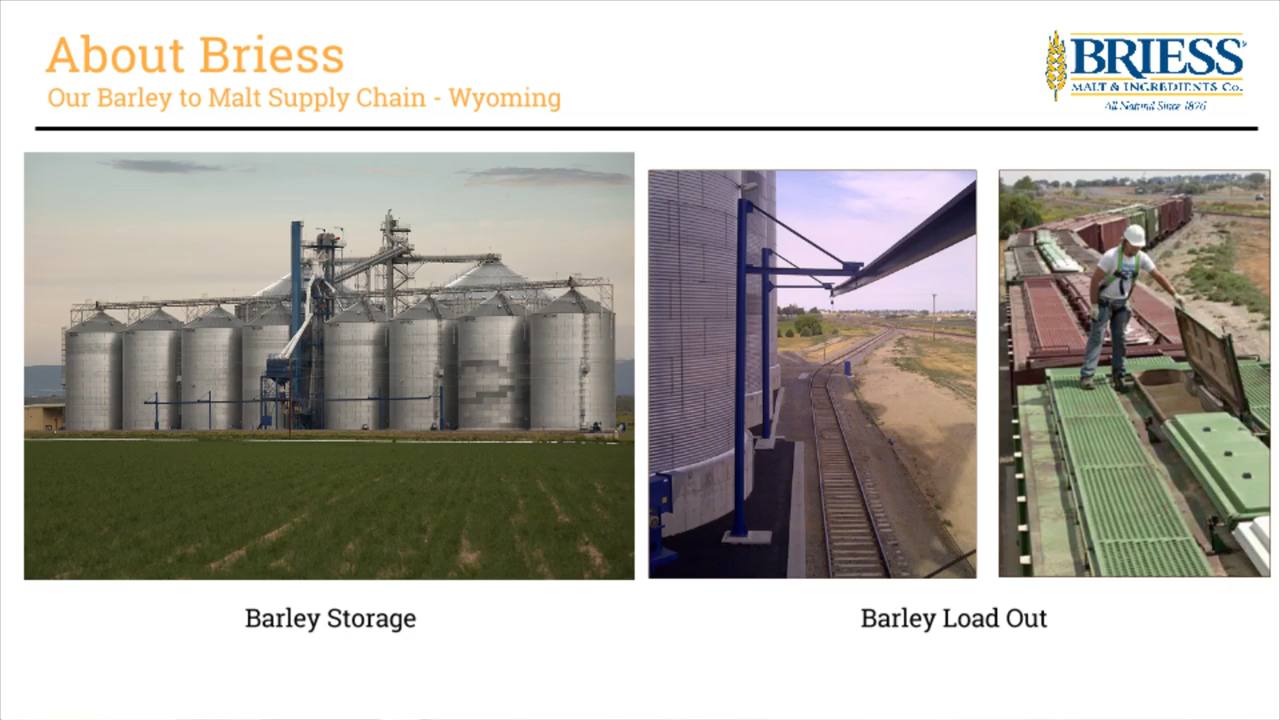 About Briess
Our Barley to Malt Supply Chain - Wyoming
BRIESS
MALT & INGREDIENTS Co.
All Natural Since 1876
Barley Storage
Barley Load Out